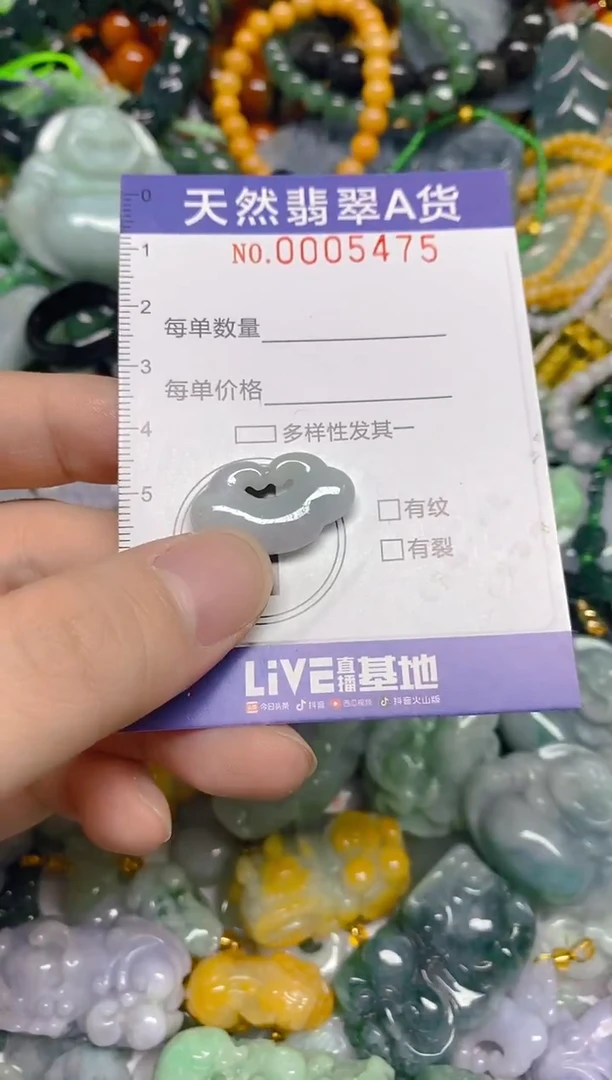 天然翡翠A货
NO.0005475
0
1
2
3
4
5
每单数量
每单价格
多样性发其一
有纹
有裂
LiVE直播基地
今日头条 抖音 西瓜视频 抖音火山版